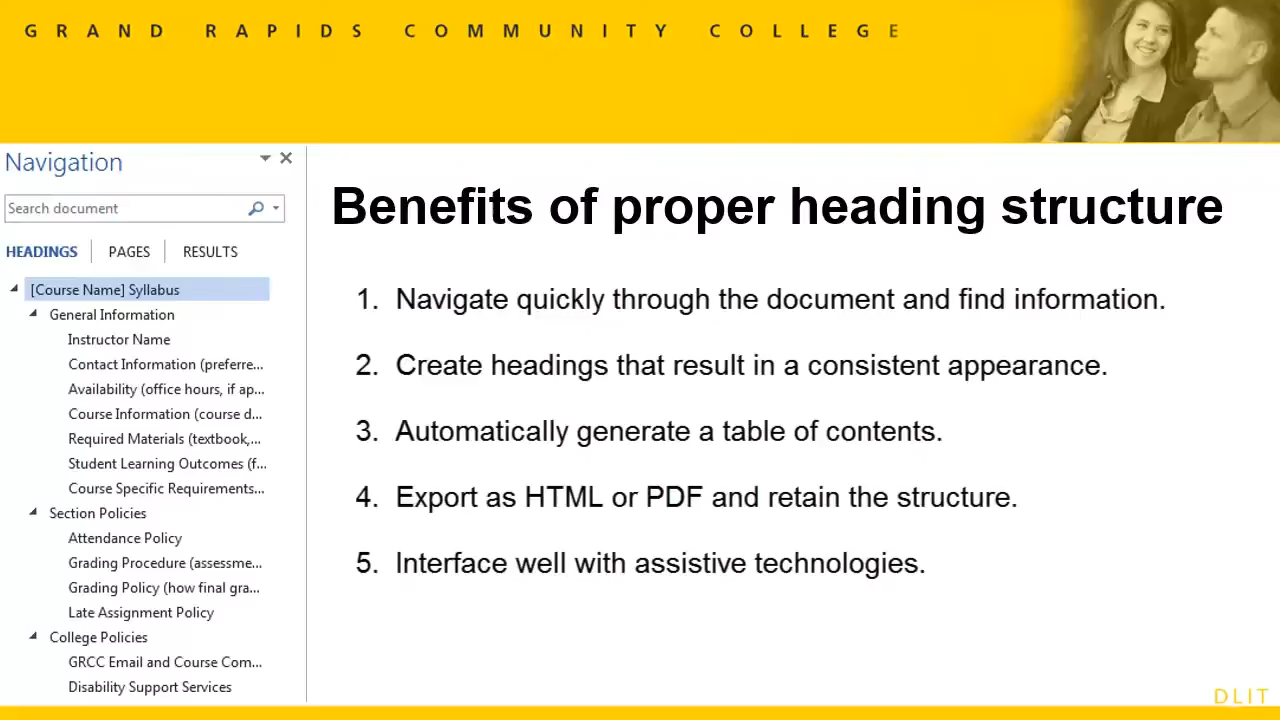 GRAND RAPIDS COMMUNITY COLLEGE
Navigation
Search document
HEADINGS PAGES RESULTS
[Course Name] Syllabus
General Information
Instructor Name
Contact Information (preferre...
Availability (office hours, if ap...
Course Information (course d...
Required Materials (textbook,...
Student Learning Outcomes (f...
Course Specific Requirements...
Section Policies
Attendance Policy
Grading Procedure (assessme...
Grading Policy (how final gra...
Late Assignment Policy
College Policies
GRCC Email and Course Com...
Disability Support Services
Benefits of proper heading structure
1. Navigate quickly through the document and find information.
2. Create headings that result in a consistent appearance.
3. Automatically generate a table of contents.
4. Export as HTML or PDF and retain the structure.
5. Interface well with assistive technologies.
DLIT